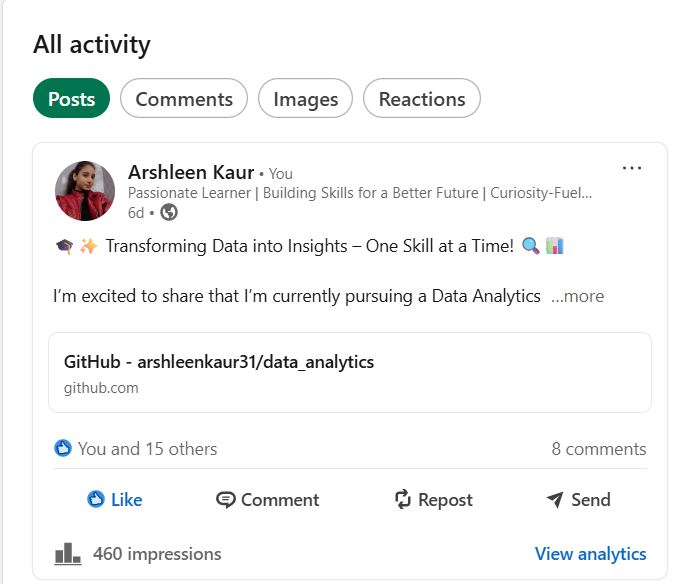 All activity
Posts Comments Images Reactions
Arshleen Kaur • You
Passionate Learner | Building Skills for a Better Future | Curiosity-Fuel...
6d •
🎓✨ Transforming Data into Insights – One Skill at a Time! 🔍📊
I’m excited to share that I’m currently pursuing a Data Analytics ...more
GitHub - arshleenkaur31/data_analytics
github.com
You and 15 others 8 comments
Like Comment Repost Send
460 impressions View analytics